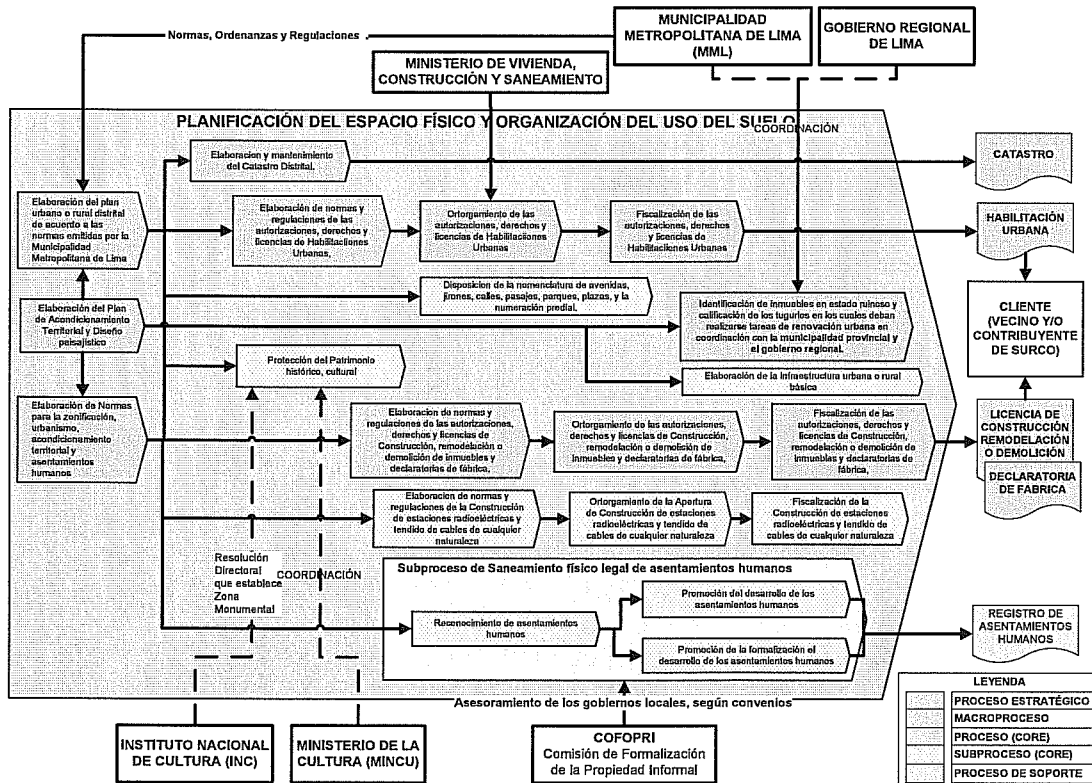 MUNICIPALIDAD
METROPOLITANA DE LIMA
(MML)
GOBIERNO REGIONAL
DE LIMA
Normas, Ordenanzas y Regulaciones
MINISTERIO DE VIVIENDA,
CONSTRUCCIÓN Y SANEAMIENTO
PLANIFICACIÓN DEL ESPACIO FÍSICO Y ORGANIZACIÓN DEL USO DEL SUELO
COORDINACIÓN
Elaboracion y mantenimiento
del Catastro Distrital.
CATASTRO
Elaboración del plan
urbano o rural distrital
de acuerdo a las
normas emitidas por la
Municipalidad
Metropolitana de Lima
Elaboración de normas y
regulaciones de las
autorizaciones, derechos y
licencias de Habilitaciones
Urbanas,
Ortorgamiento de las
autorizaciones, derechos y
licencias de Habilitaciones
Urbanas
Fiscalización de las
autorizaciones, derechos
y licencias de
Habilitaciones Urbanas
HABILITACIÓN
URBANA
Disposicion de la nomenclatura de avenidas,
jirones, calles, pasajes, parques, plazas, y la
numeración predial.
Elaboración del Plan
de Acondicionamiento
Territorial y Diseño
paisajístico
Identificación de inmuebles en estado ruinoso y
calificación de los tugurios en los cuales deban
realizarse tareas de renovación urbana en
coordinación con la municipalidad provincial y
el gobierno regional.
CLIENTE
(VECINO Y/O
CONTRIBUYENTE
DE SURCO)
Protección del Patrimonio
histórico, cultural
Elaboración de la infraestructura urbana o rural
básica
Elaboración de Normas
para la zonificación,
urbanismo,
acondicionamiento
territorial y
asentamientos
humanos
Elaboracion de normas y
regulaciones de las autorizaciones,
derechos y licencias de
Construcción, remodelación o
demolición de inmuebles y
declaratorias de fábrica,
Ortorgamiento de las autorizaciones,
derechos y licencias de Construcción,
remodelación o demolición de
inmuebles y declaratorias de fábrica,
Fiscalización de las
autorizaciones, derechos y
licencias de Construcción,
remodelación o demolición de
inmuebles y declaratorias de
fábrica,
LICENCIA DE
CONSTRUCCIÓN
REMODELACIÓN
O DEMOLICIÓN
DECLARATORIA
DE FÁBRICA
Elaboracion de normas y
regulaciones de la Construcción
de estaciones radioeléctricas y
tendido de cables de cualquier
naturaleza
Ortorgamiento de la Apertura
de Construcción de estaciones
radioeléctricas y tendido de
cables de cualquier naturaleza
Fiscalización de la
Construcción de estaciones
radioeléctricas y tendido de
cables de cualquier naturaleza
Resolución
Directoral
que establece
Zona
Monumental
COORDINACIÓN
Subproceso de Saneamiento físico legal de asentamientos humanos
Reconocimiento de asentamientos
humanos
Promoción del desarrollo de los
asentamientos humanos
Promoción de la formalización el
desarrollo de los asentamientos humanos
REGISTRO DE
ASENTAMIENTOS
HUMANOS
Asesoramiento de los gobiernos locales, según convenios
INSTITUTO NACIONAL
DE CULTURA (INC)
MINISTERIO DE LA
CULTURA (MINCU)
COFOPRI
Comisión de Formalización
de la Propiedad Informal
LEYENDA
PROCESO ESTRATÉGICO
MACROPROCESO
PROCESO (CORE)
SUBPROCESO (CORE)
PROCESO DE SOPORTE